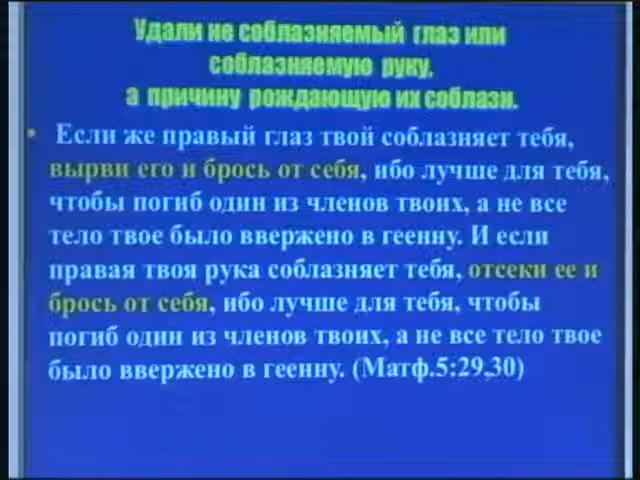 Удали не соблазняемый глаз или
соблазняемую руку,
а причину рождающую их соблазн.
• Если же правый глаз твой соблазняет тебя,
вырви его и брось от себя, ибо лучше для тебя,
чтобы погиб один из членов твоих, а не все
тело твое было ввержено в геенну. И если
правая твоя рука соблазняет тебя, отсеки ее и
брось от себя, ибо лучше для тебя, чтобы
погиб один из членов твоих, а не все тело твое
было ввержено в геенну. (Матф.5:29,30)